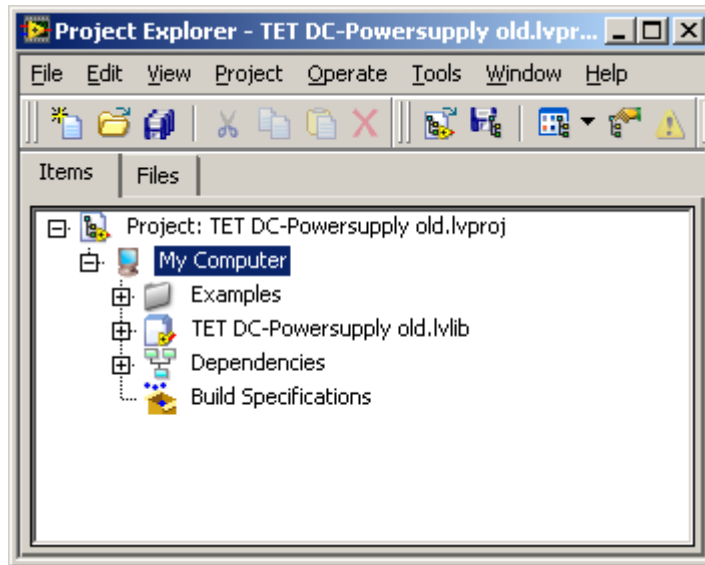 Project Explorer - TET DC-Powersupply old.lvpr...
File Edit View Project Operate Tools Window Help
Items Files
Project: TET DC-Powersupply old.lvproj
My Computer
Examples
TET DC-Powersupply old.lvlib
Dependencies
Build Specifications